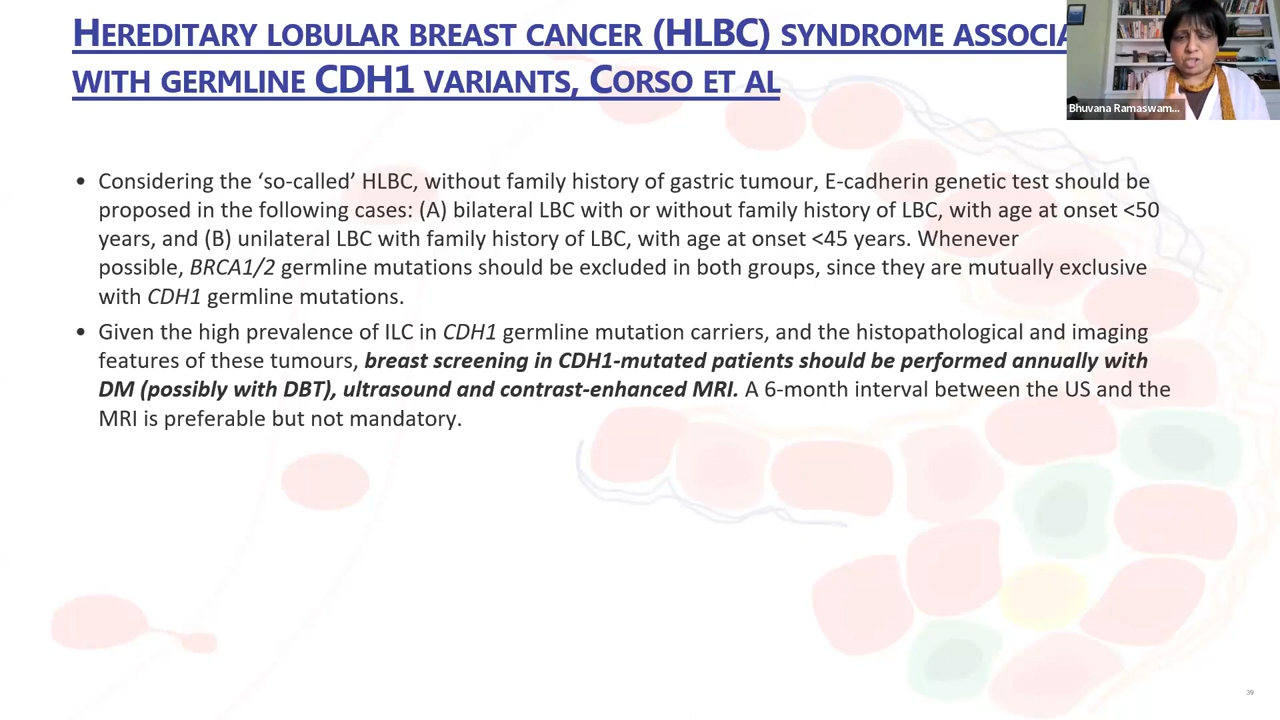 HEREDITARY LOBULAR BREAST CANCER (HLBC) SYNDROME ASSOCIA
WITH GERMLINE CDH1 VARIANTS, CORSO ET AL
Bhuvana Ramaswam...
• Considering the ‘so-called’ HLBC, without family history of gastric tumour, E-cadherin genetic test should be
proposed in the following cases: (A) bilateral LBC with or without family history of LBC, with age at onset <50
years, and (B) unilateral LBC with family history of LBC, with age at onset <45 years. Whenever
possible, BRCA1/2 germline mutations should be excluded in both groups, since they are mutually exclusive
with CDH1 germline mutations.
• Given the high prevalence of ILC in CDH1 germline mutation carriers, and the histopathological and imaging
features of these tumours, breast screening in CDH1-mutated patients should be performed annually with
DM (possibly with DBT), ultrasound and contrast-enhanced MRI. A 6-month interval between the US and the
MRI is preferable but not mandatory.
39